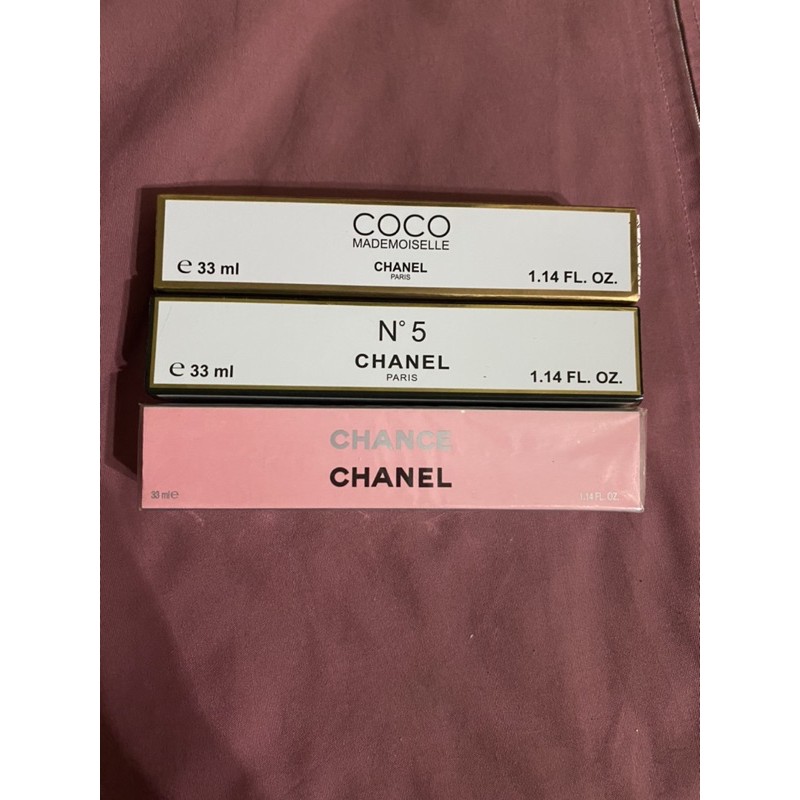 COCO
MADEMOISELLE
℮ 33 ml
CHANEL
PARIS
1.14 FL. OZ.
N°5
CHANEL
PARIS
℮ 33 ml
1.14 FL. OZ.
CHANCE
CHANEL
33 ml ℮
1.14 FL. OZ.